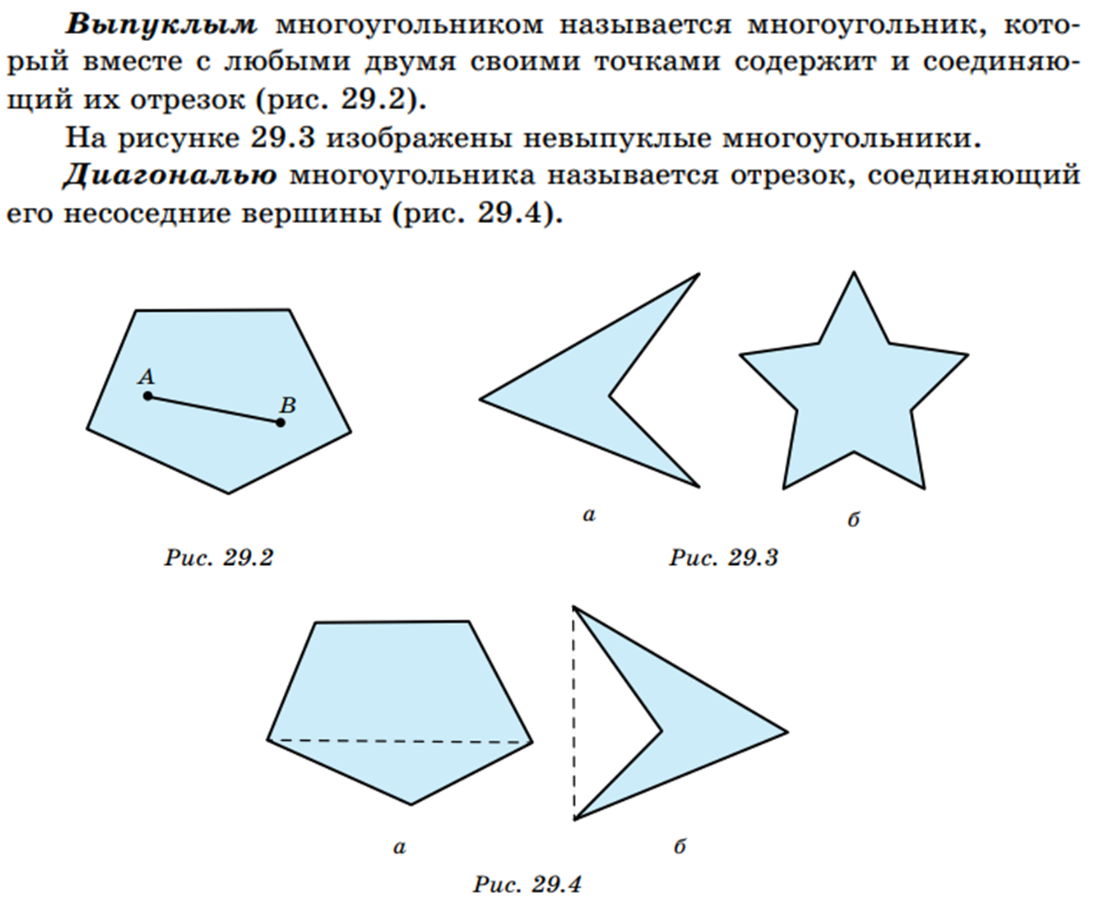 Выпуклым многоугольником называется многоугольник, кото-
рый вместе с любыми двумя своими точками содержит и соединяю-
щий их отрезок (рис. 29.2).
На рисунке 29.3 изображены невыпуклые многоугольники.
Диагональю многоугольника называется отрезок, соединяющий
его несоседние вершины (рис. 29.4).
A
B
а
б
Рис. 29.2
Рис. 29.3
а
б
Рис. 29.4